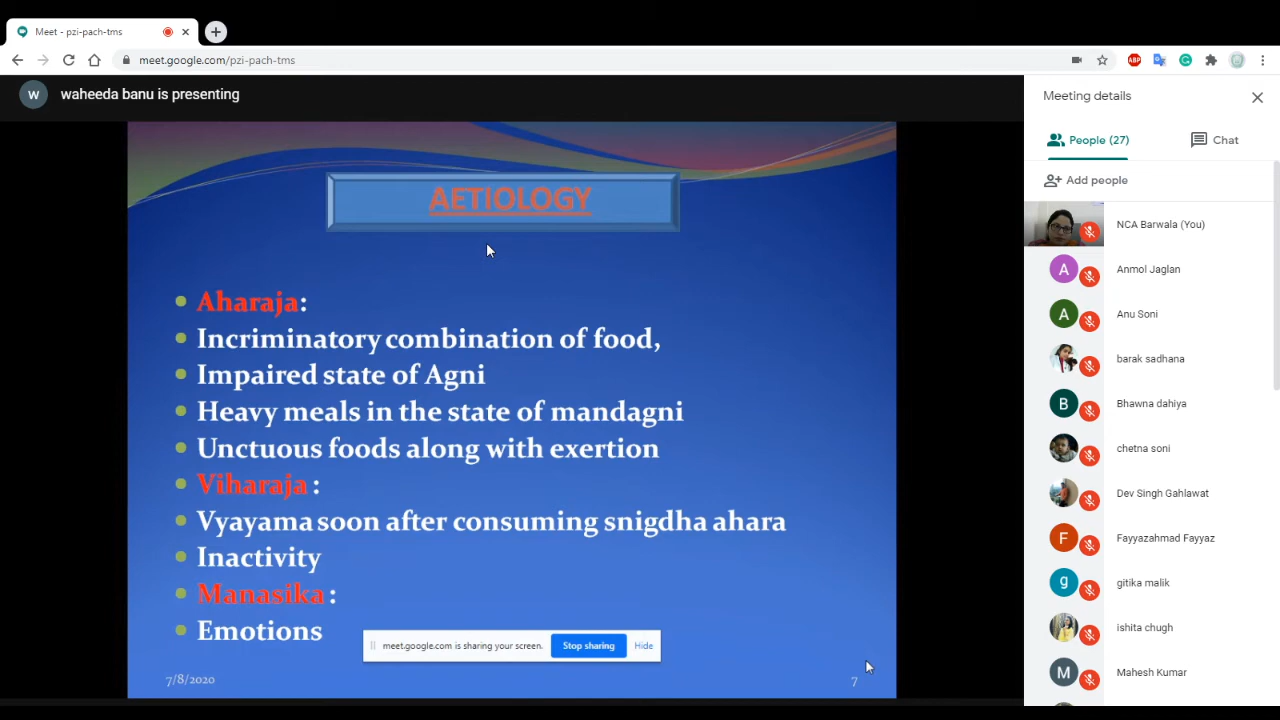 Meet - pzi-pach-tms
meet.google.com/pzi-pach-tms
ABP
W
waheeda banu is presenting
Meeting details
People (27)
Chat
Add people
AETIOLOGY
Aharaja:
Incriminatory combination of food,
Impaired state of Agni
Heavy meals in the state of mandagni
Unctuous foods along with exertion
Viharaja :
Vyayama soon after consuming snigdha ahara
Inactivity
Manasika :
Emotions
meet.google.com is sharing your screen.
Stop sharing
Hide
7/8/2020
7
NCA Barwala (You)
A
Anmol Jaglan
A
Anu Soni
barak sadhana
B
Bhawna dahiya
chetna soni
Dev Singh Gahlawat
F
Fayyazahmad Fayyaz
g
gitika malik
ishita chugh
M
Mahesh Kumar